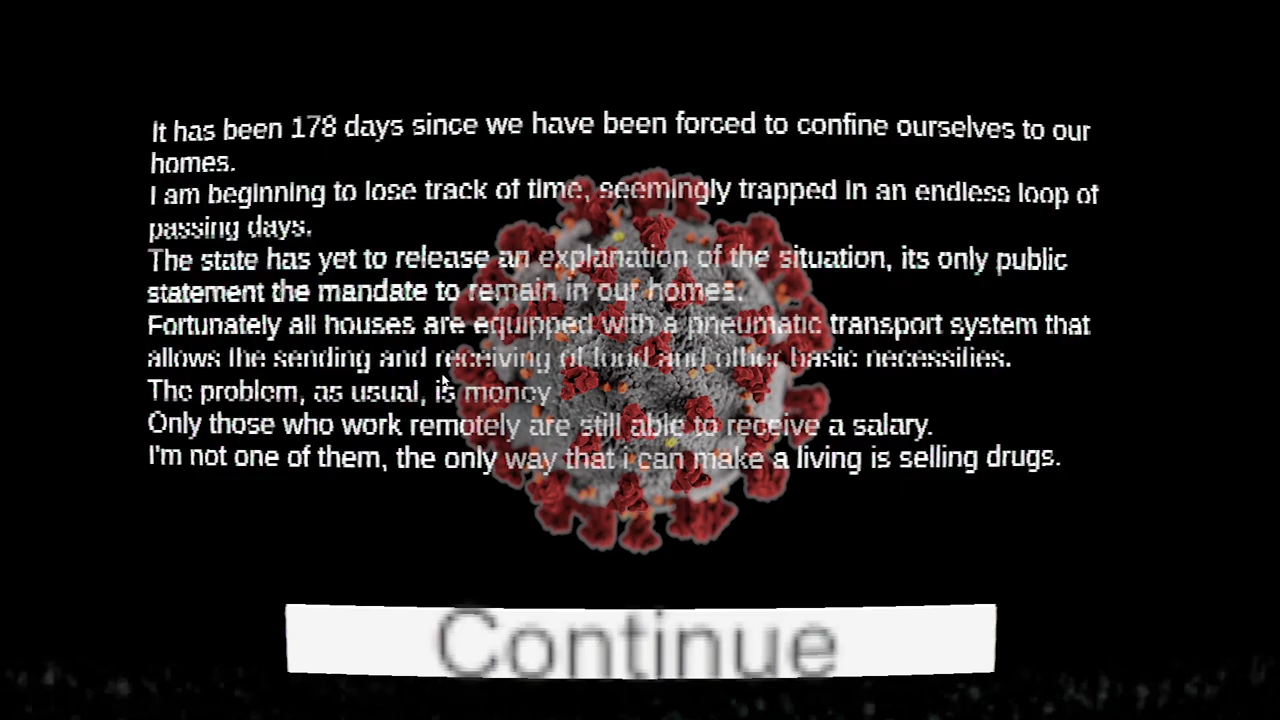 It has been 178 days since we have been forced to confine ourselves to our
homes.
I am beginning to lose track of time, seemingly trapped in an endless loop of
passing days.
The state has yet to release an explanation of the situation, its only public
statement the mandate to remain in our homes.
Fortunately all houses are equipped with a pneumatic transport system that
allows the sending and receiving of food and other basic necessities.
The problem, as usual, is money
Only those who work remotely are still able to receive a salary.
I'm not one of them, the only way that i can make a living is selling drugs.
Continue